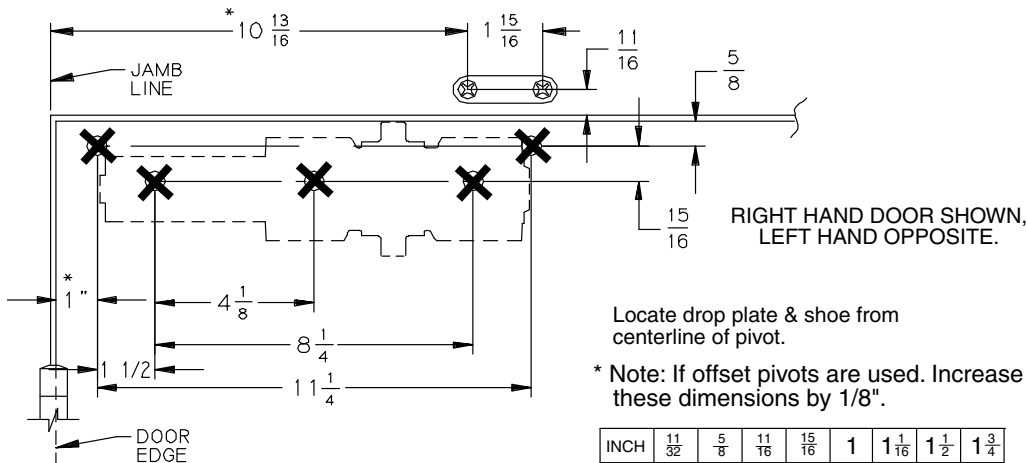 * 10 13/16
1 15/16
11/16
5/8
JAMB
LINE
15/16
RIGHT HAND DOOR SHOWN,
LEFT HAND OPPOSITE.
* 1"
4 1/8
8 1/4
1 1/2
11 1/4
Locate drop plate & shoe from
centerline of pivot.
* Note: If offset pivots are used. Increase
these dimensions by 1/8".
DOOR
EDGE
INCH 11/32 5/8 11/16 15/16 1 1 1/16 1 1/2 1 3/4